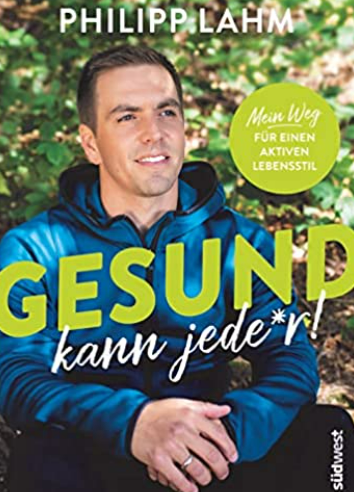 PHILIPP LAHM
Mein Weg
FÜR EINEN
AKTIVEN
LEBENSSTIL
GESUND
kann jede*r!
südwest